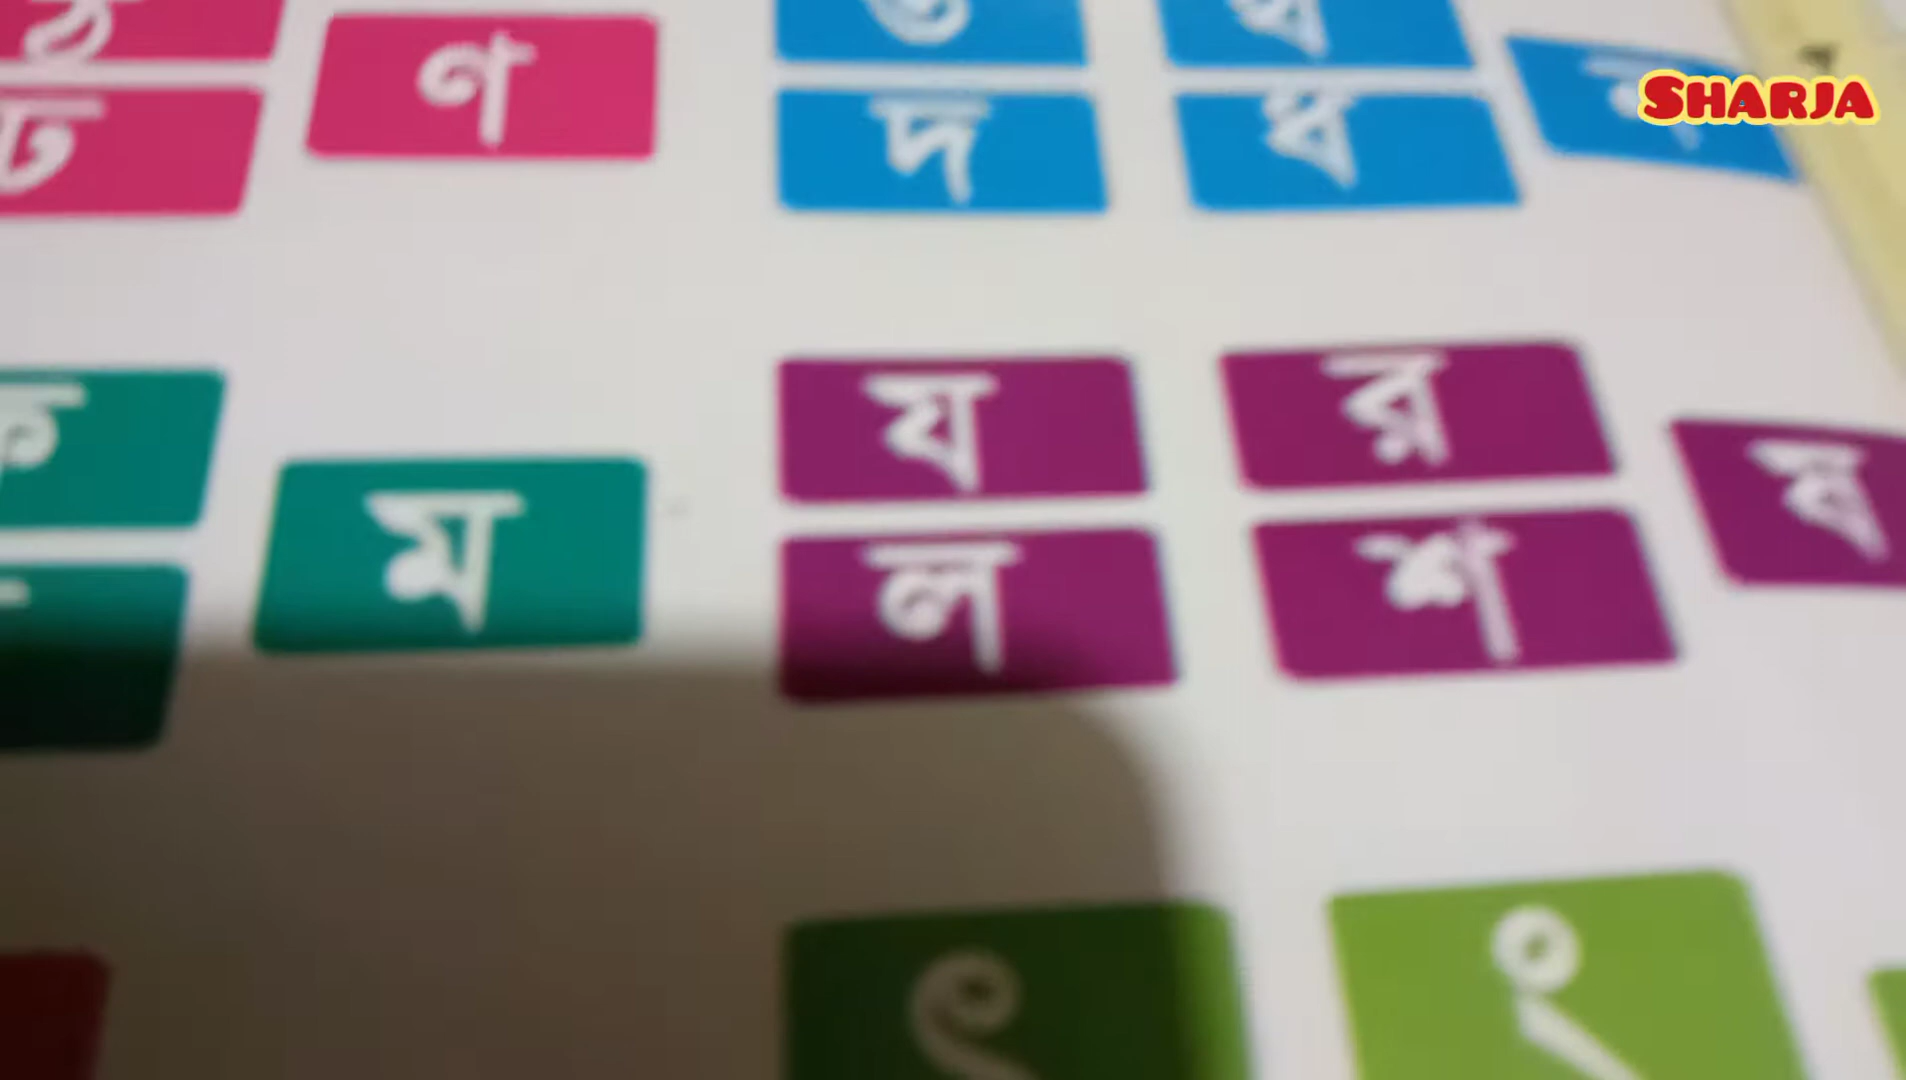 ঠ ণ ত থ
ঢ দ ধ ন
SHARJA
ফ ম য র ষ
ল শ
ৎ ং